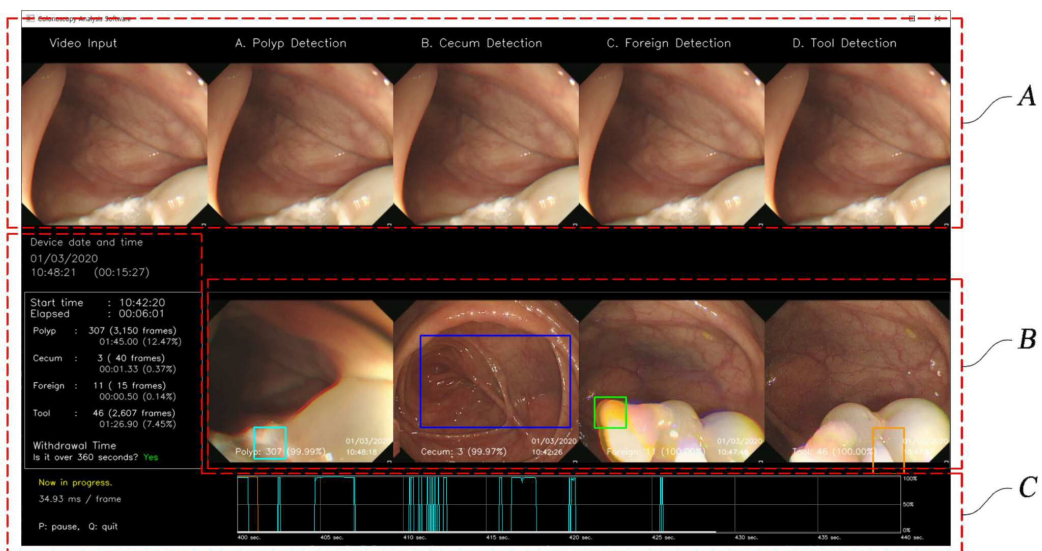 Colonoscopy Analysis Software
Video Input
A. Polyp Detection
B. Cecum Detection
C. Foreign Detection
D. Tool Detection
A
Device date and time
01/03/2020
10:48:21 (00:15:27)
Start time : 10:42:20
Elapsed : 00:06:01
Polyp : 307 (3,150 frames)
01:45.00 (12.47%)
Cecum : 3 ( 40 frames)
00:01.33 (0.37%)
Foreign : 11 ( 15 frames)
00:00.50 (0.14%)
Tool : 46 (2,607 frames)
01:26.90 (7.45%)
Withdrawal Time
Is it over 360 seconds? Yes
01/03/2020
Polyp: 307 (99.99%) 10:48:18
01/03/2020
Cecum: 3 (99.97%) 10:42:26
01/03/2020
Foreign: 11 (100.00%)
01/03/2020
Tool: 46 (100.00%)
B
Now in progress.
34.93 ms / frame
P: pause, Q: quit
100%
50%
0%
400 sec. 405 sec. 410 sec. 415 sec. 420 sec. 425 sec. 430 sec. 435 sec. 440 sec.
C